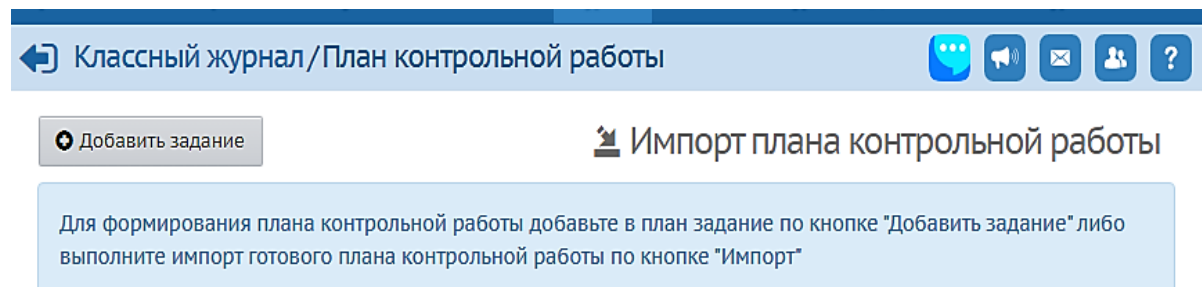 Классный журнал/План контрольной работы
?
Добавить задание
Импорт плана контрольной работы
Для формирования плана контрольной работы добавьте в план задание по кнопке "Добавить задание" либо
выполните импорт готового плана контрольной работы по кнопке "Импорт"